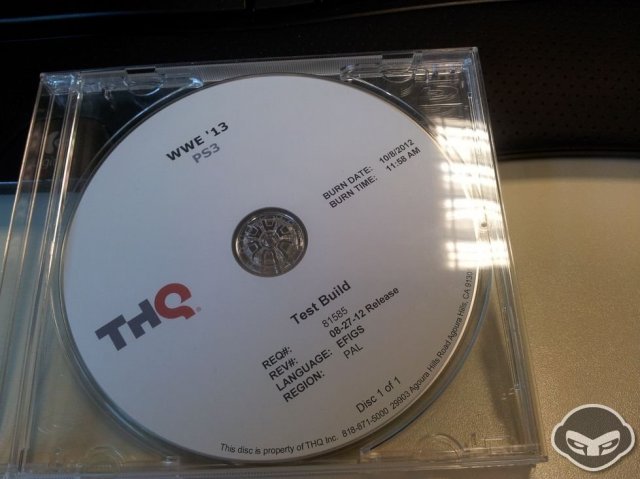 WWE '13
PS3
BURN DATE: 10/8/2012
BURN TIME: 11:58 AM
THQ®
Test Build
REQ#: 81585
REV#: 08-27-12 Release
LANGUAGE: EFIGS
REGION: PAL
Disc 1 of 1
This disc is property of THQ Inc. 818-871-5000 29903 Agoura Hills Road Agoura Hills, CA 9130